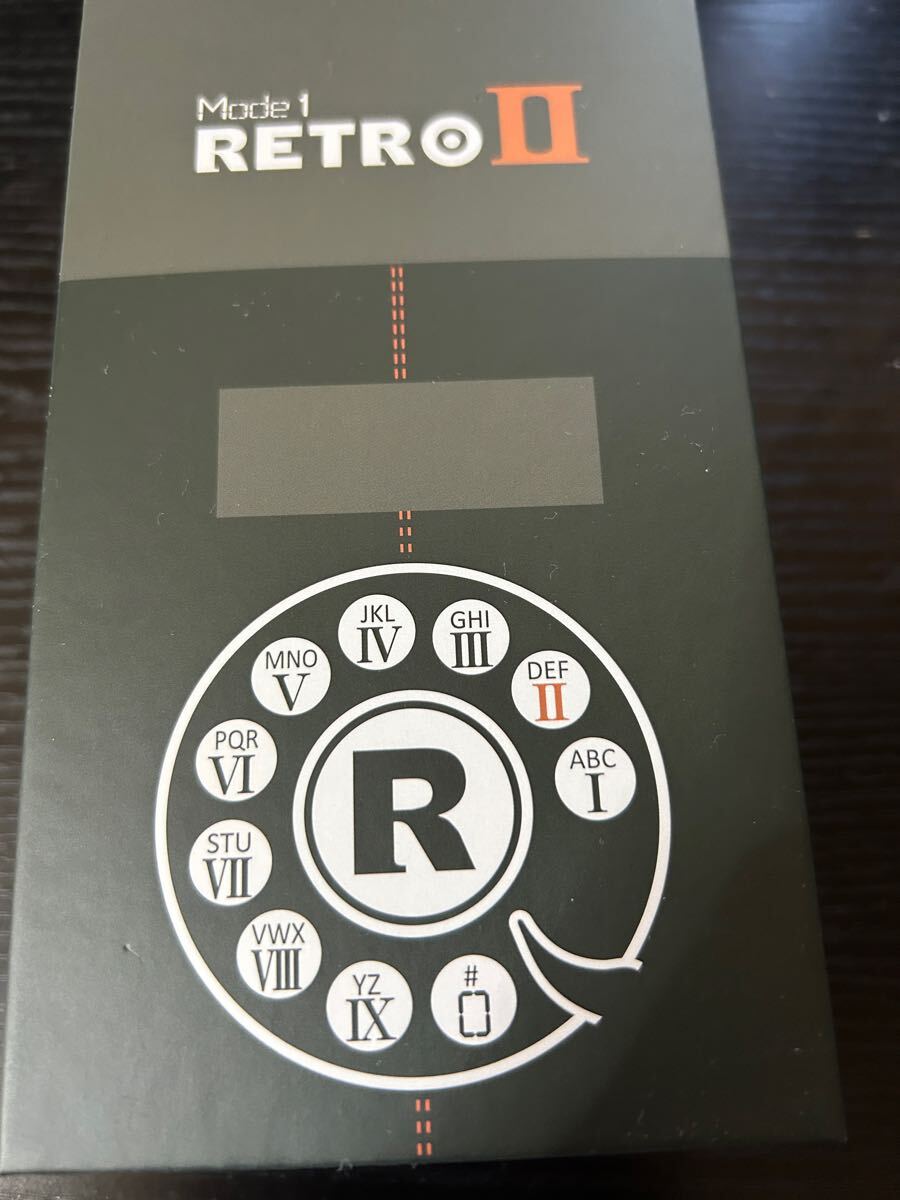 Mode 1
RETRO II
JKL
IV
GHI
III
MNO
V
DEF
II
PQR
VI
ABC
I
STU
VII
R
VWX
VIII
YZ
IX
#
0